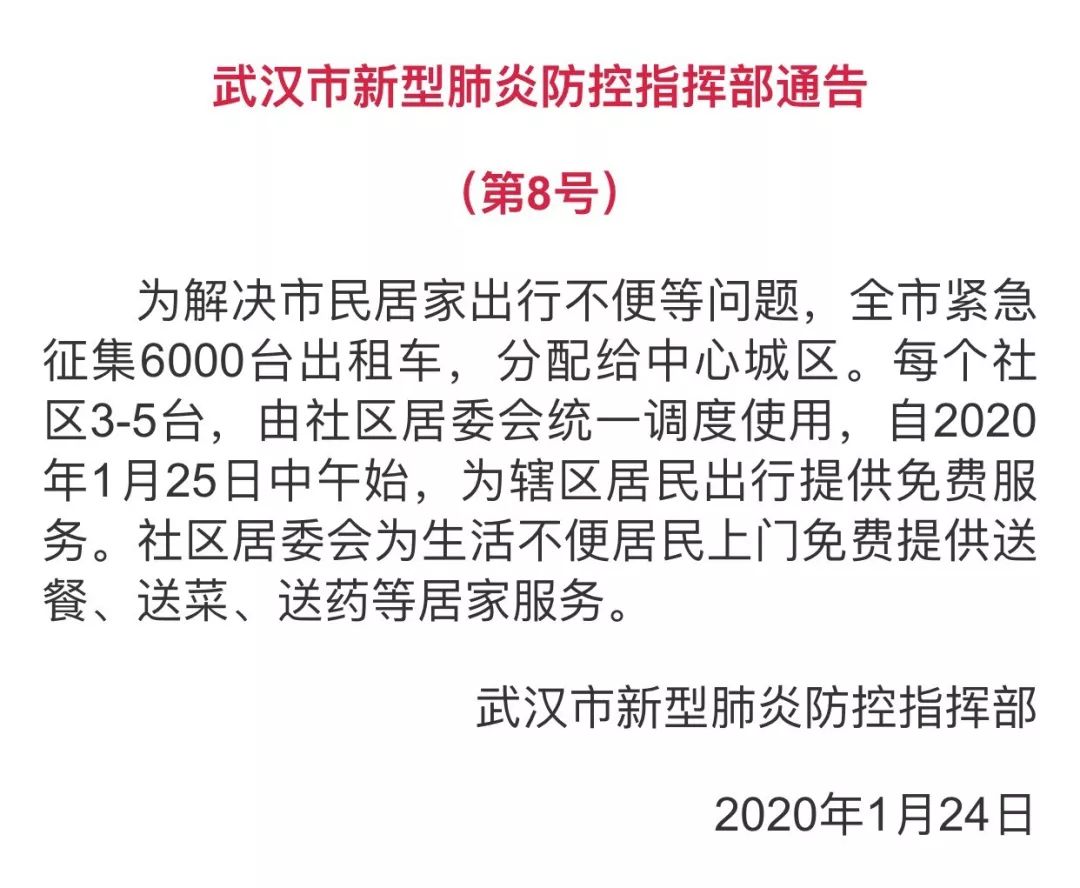 武汉市新型肺炎防控指挥部通告
（第8号）
为解决市民居家出行不便等问题，全市紧急
征集6000台出租车，分配给中心城区。每个社
区3-5台，由社区居委会统一调度使用，自2020
年1月25日中午始，为辖区居民出行提供免费服
务。社区居委会为生活不便居民上门免费提供送
餐、送菜、送药等居家服务。
武汉市新型肺炎防控指挥部
2020年1月24日